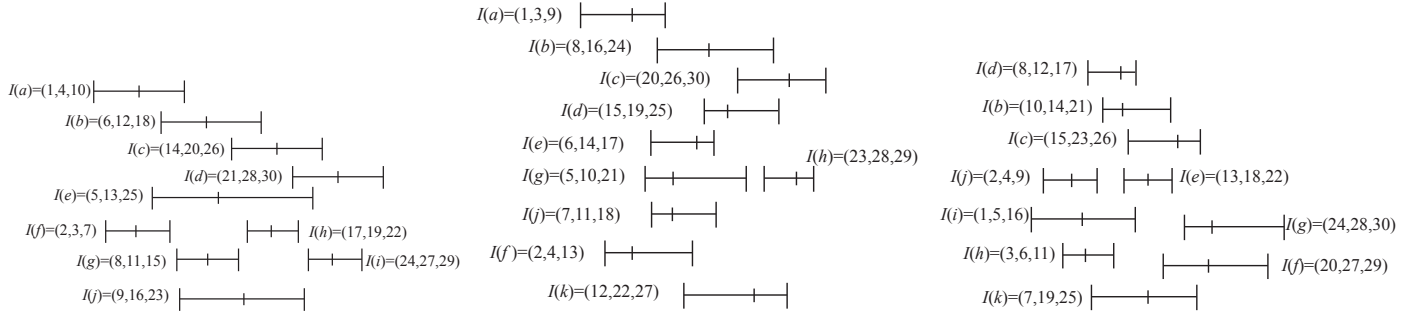 I(a)=(1,4,10)
I(b)=(6,12,18)
I(c)=(14,20,26)
I(d)=(21,28,30)
I(e)=(5,13,25)
I(f)=(2,3,7)
I(h)=(17,19,22)
I(g)=(8,11,15)
I(i)=(24,27,29)
I(j)=(9,16,23)
I(a)=(1,3,9)
I(b)=(8,16,24)
I(c)=(20,26,30)
I(d)=(15,19,25)
I(e)=(6,14,17)
I(h)=(23,28,29)
I(g)=(5,10,21)
I(j)=(7,11,18)
I(f)=(2,4,13)
I(k)=(12,22,27)
I(d)=(8,12,17)
I(b)=(10,14,21)
I(c)=(15,23,26)
I(j)=(2,4,9)
I(e)=(13,18,22)
I(i)=(1,5,16)
I(g)=(24,28,30)
I(h)=(3,6,11)
I(f)=(20,27,29)
I(k)=(7,19,25)